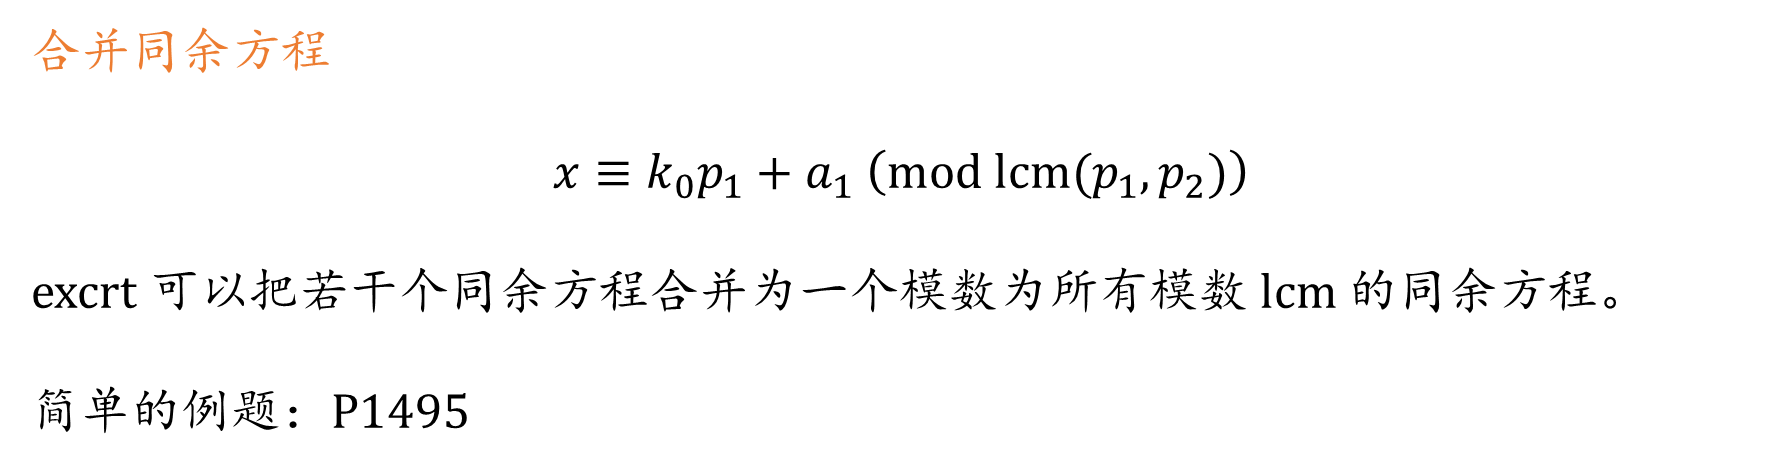 合并同余方程
x ≡ k₀p₁ + a₁ (mod lcm(p₁, p₂))
excrt 可以把若干个同余方程合并为一个模数为所有模数 lcm 的同余方程。
简单的例题：P1495